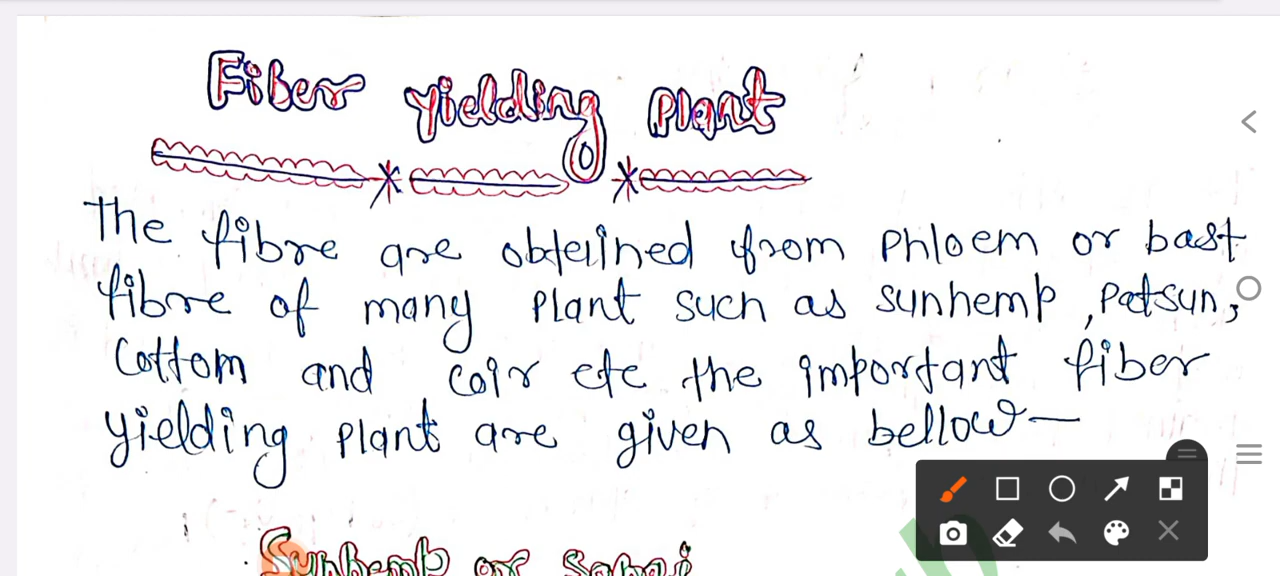 Fiber yielding Plant
The fibre are obteined from Phloem or bast
fibre of many Plant such as sunhemp, Patsun,
Cottom and Coir etc the important fiber
yielding plant are given as bellow—
Sunhemp or Sanai